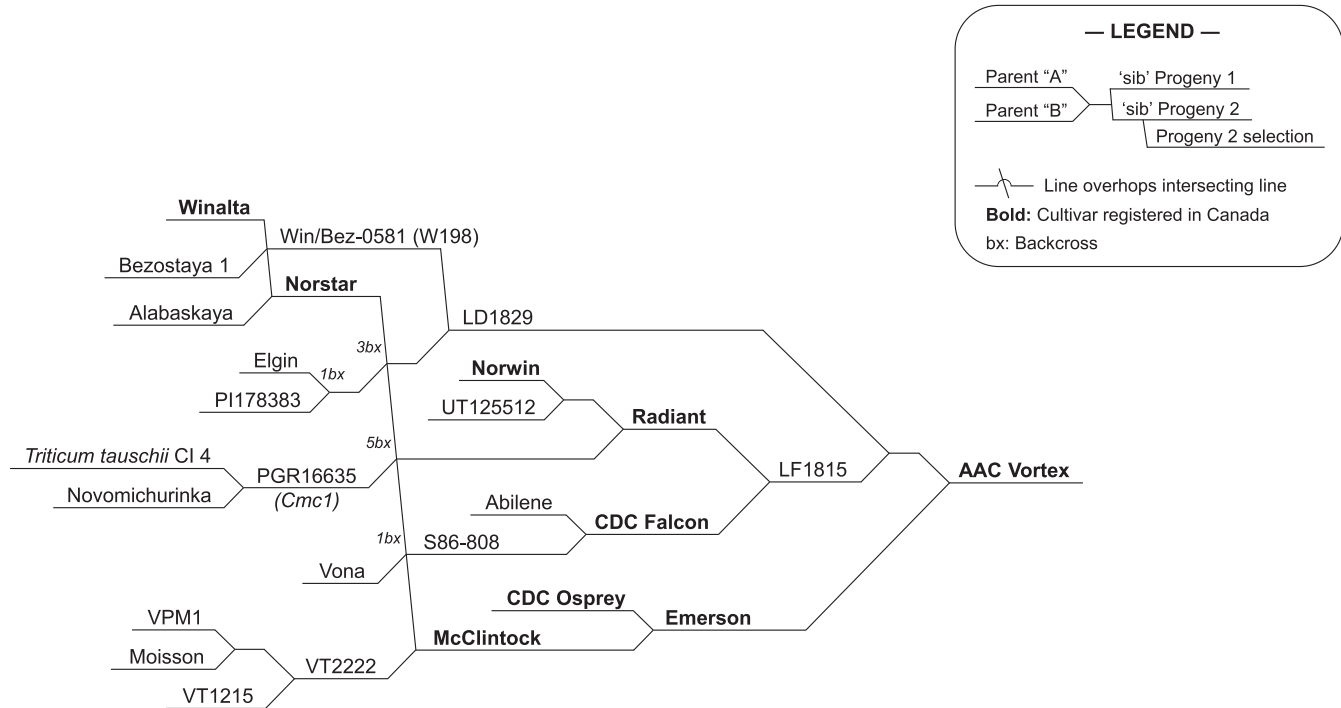 — LEGEND —
Parent “A”
‘sib’ Progeny 1
Parent “B”
‘sib’ Progeny 2
Progeny 2 selection
Line overhops intersecting line
Bold: Cultivar registered in Canada
bx: Backcross
Winalta
Win/Bez-0581 (W198)
Bezostaya 1
Norstar
Alabaskaya
LD1829
3bx
Elgin
1bx
PI178383
Norwin
UT125512
Radiant
5bx
Triticum tauschii CI 4
PGR16635
(Cmc1)
Novomichurinka
LF1815
AAC Vortex
Abilene
CDC Falcon
1bx
S86-808
Vona
CDC Osprey
Emerson
VPM1
McClintock
Moisson
VT2222
VT1215